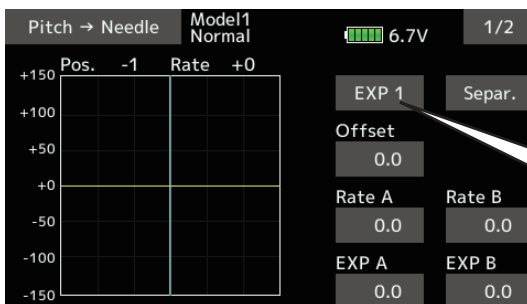 Pitch → Needle Model1 Normal 6.7V 1/2
Pos. -1 Rate +0
+150
+100
+50
+0
-50
-100
-150
EXP 1 Separ.
Offset
0.0
Rate A Rate B
0.0 0.0
EXP A EXP B
0.0 0.0